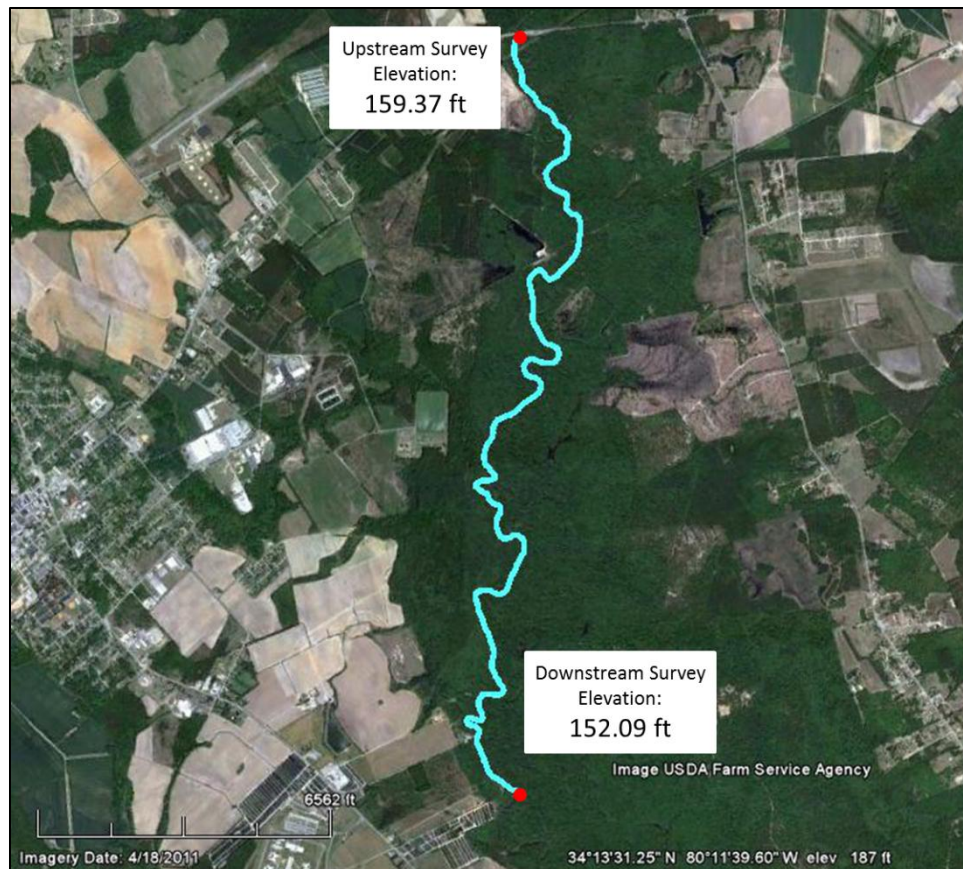 Upstream Survey
Elevation:
159.37 ft
Downstream Survey
Elevation:
152.09 ft
Image USDA Farm Service Agency
6562 ft
Imagery Date: 4/18/2011
34°13'31.25" N 80°11'39.60" W elev 187 ft